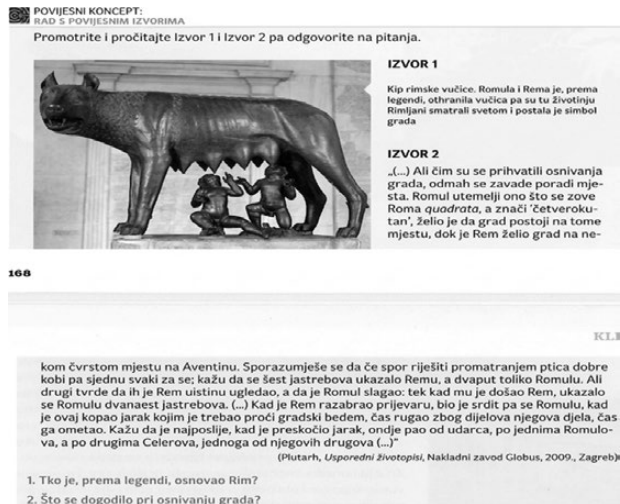 POVIJESNI KONCEPT:
RAD S POVIJESNIM IZVORIMA
Promotrite i pročitajte Izvor 1 i Izvor 2 pa odgovorite na pitanja.
IZVOR 1
Kip rimske vučice. Romula i Rema je, prema
legendi, othranila vučica pa su tu životinju
Rimljani smatrali svetom i postala je simbol
grada
IZVOR 2
„(...) Ali čim su se prihvatili osnivanja
grada, odmah se zavade poradi mje-
sta. Romul utemelji ono što se zove
Roma quadrata, a znači 'četveroku-
tan', želio je da grad postoji na tome
mjestu, dok je Rem želio grad na ne-
168
KLI
kom čvrstom mjestu na Aventinu. Sporazumješe se da če spor riješiti promatranjem ptica dobre
kobi pa sjednu svaki za se; kažu da se šest jastrebova ukazalo Remu, a dvaput toliko Romulu. Ali
drugi tvrde da ih je Rem uistinu ugledao, a da je Romul slagao: tek kad mu je došao Rem, ukazalo
se Romulu dvanaest jastrebova. (...) Kad je Rem razabrao prijevaru, bio je srdit pa se Romulu, kad
je ovaj kopao jarak kojim je trebao proći gradski bedem, čas rugao zbog dijelova njegova djela, čas
ga ometao. Kažu da je najposlije, kad je preskočio jarak, ondje pao od udarca, po jednima Romulo-
va, a po drugima Celerova, jednoga od njegovih drugova (...)"
(Plutarh, Usporedni životopisi, Nakladni zavod Globus, 2009., Zagreb)
1. Tko je, prema legendi, osnovao Rim?
2. Što se dogodilo pri osnivanju grada?